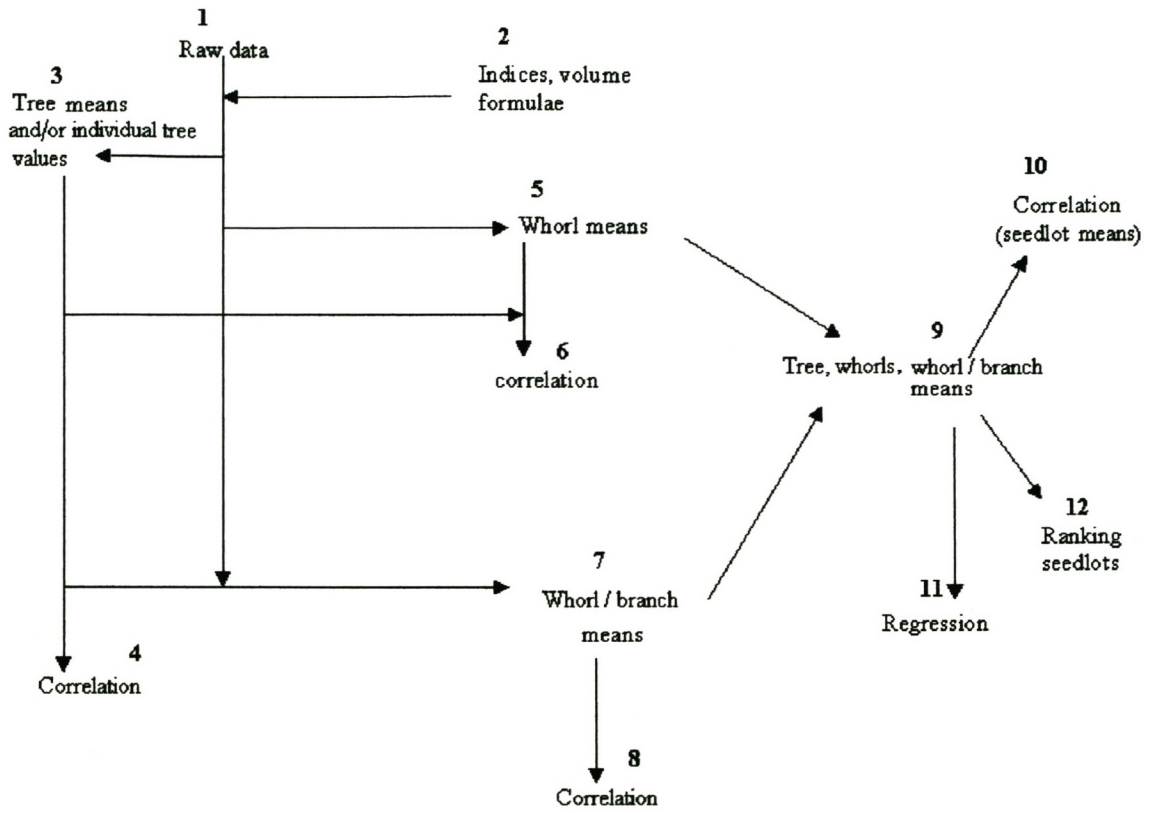 1
Raw data
2
Indices, volume
formulae
3
Tree means
and/or individual tree
values
4
Correlation
5
Whorl means
6
correlation
7
Whorl / branch
means
8
Correlation
9
Tree, whorls, whorl / branch
means
10
Correlation
(seedlot means)
11
Regression
12
Ranking
seedlots